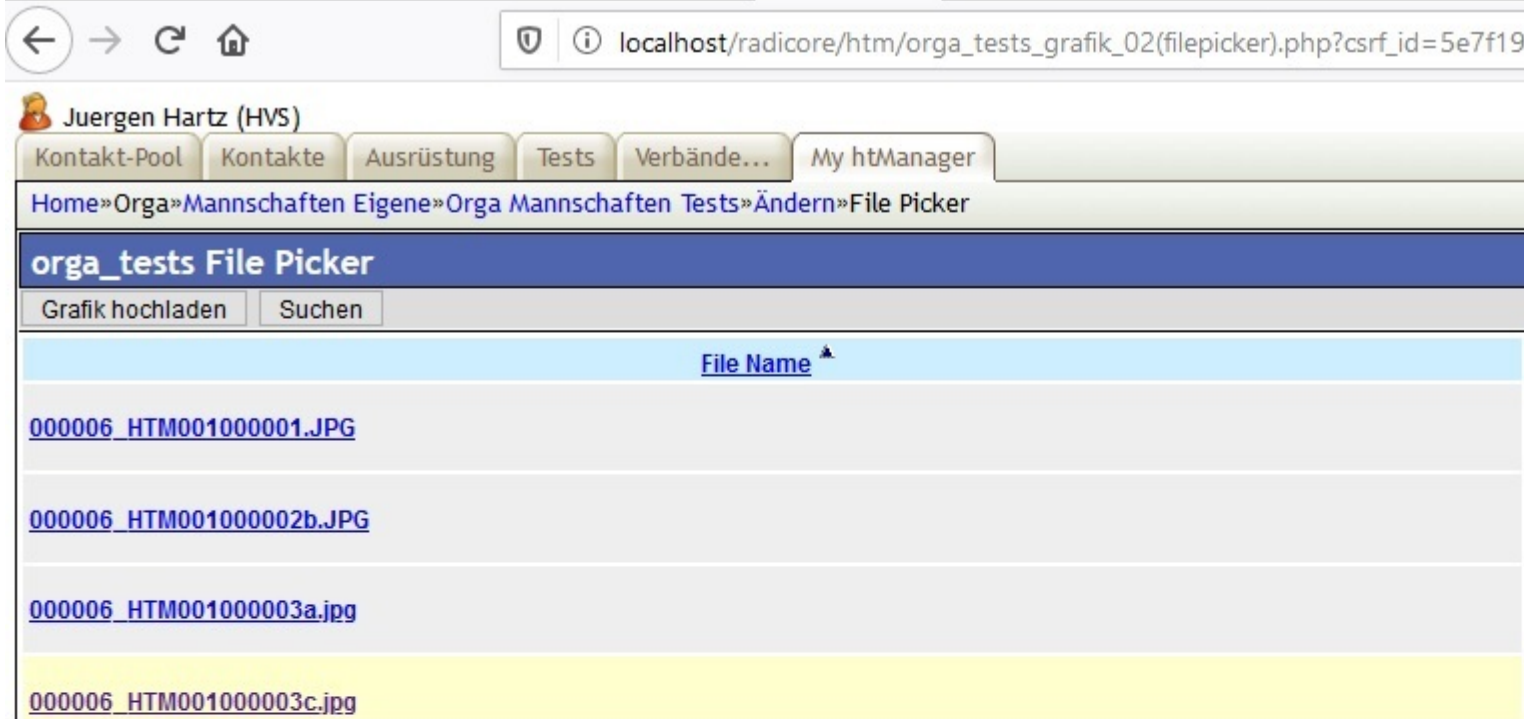 localhost/radicore/htm/orga_tests_grafik_02(filepicker).php?csrf_id=5e7f19
Juergen Hartz (HVS)
Kontakt-Pool Kontakte Ausrüstung Tests Verbände... My htManager
Home»Orga»Mannschaften Eigene»Orga Mannschaften Tests»Ändern»File Picker
orga_tests File Picker
Grafik hochladen Suchen
File Name
000006_HTM001000001.JPG
000006_HTM001000002b.JPG
000006_HTM001000003a.jpg
000006_HTM001000003c.jpg